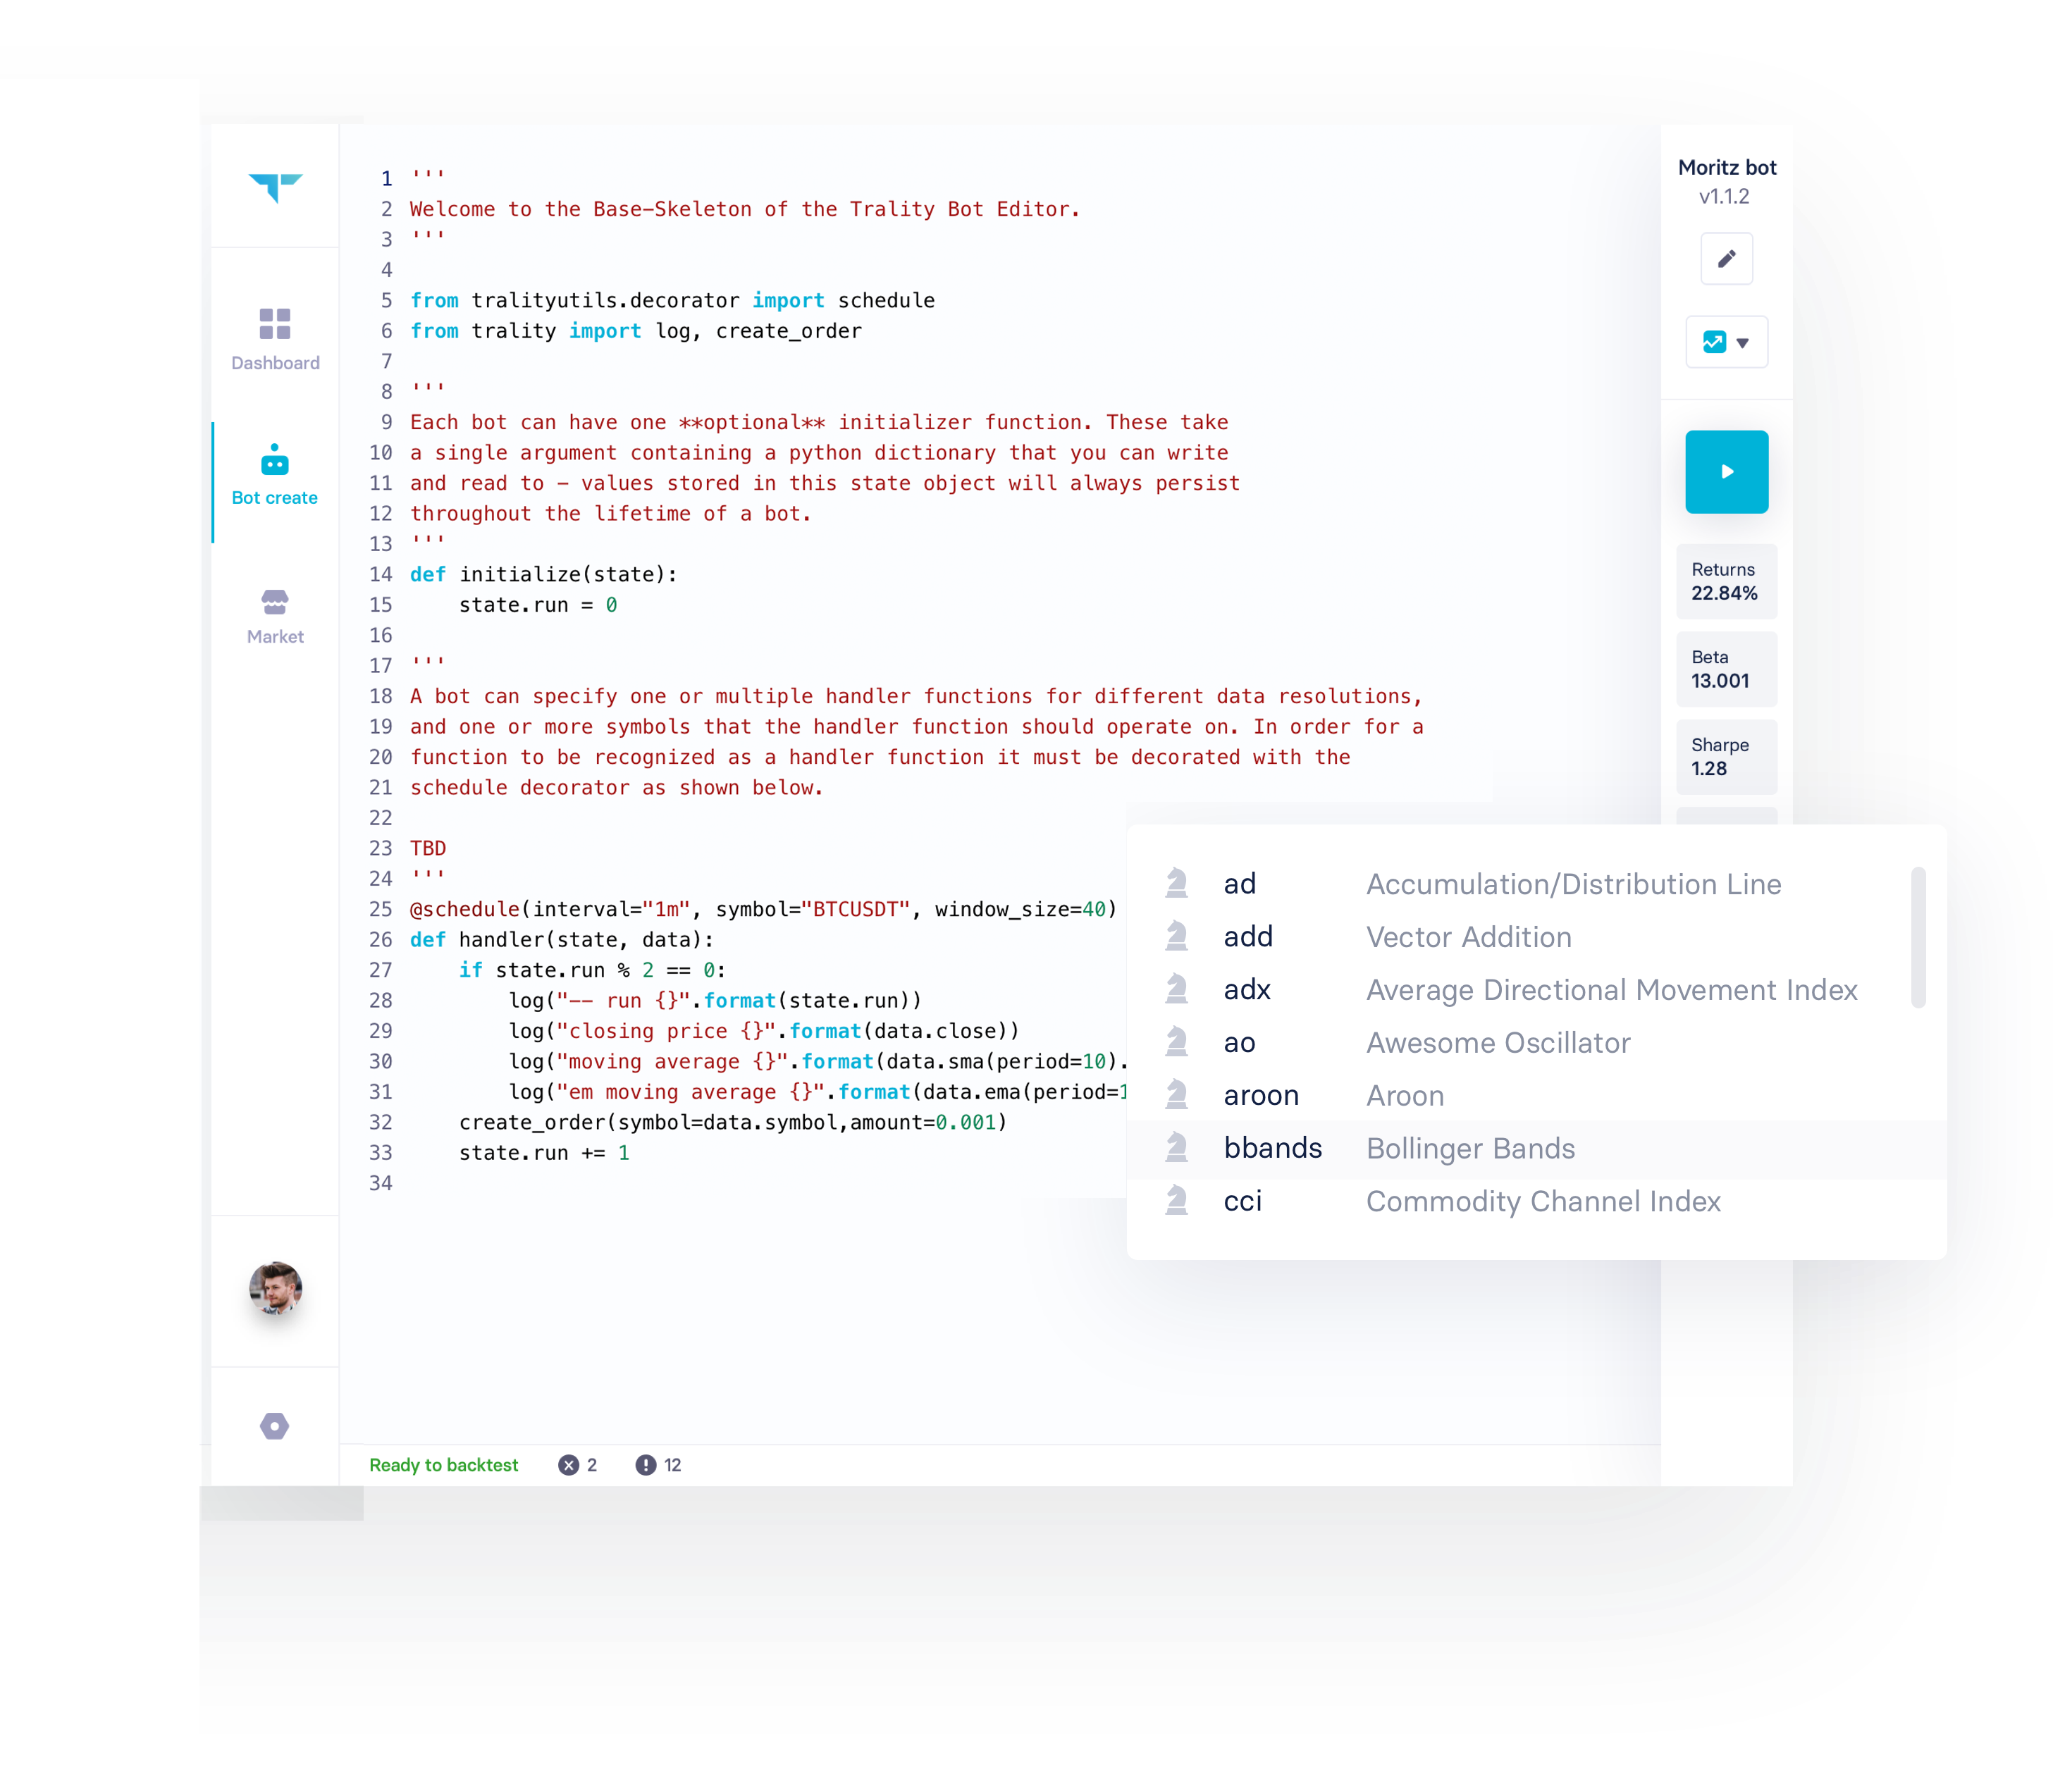 Dashboard
Bot create
Market
1 '''
2 Welcome to the Base-Skeleton of the Trality Bot Editor.
3 '''
4
5 from tralityutils.decorator import schedule
6 from trality import log, create_order
7
8 '''
9 Each bot can have one **optional** initializer function. These take
10 a single argument containing a python dictionary that you can write
11 and read to - values stored in this state object will always persist
12 throughout the lifetime of a bot.
13 '''
14 def initialize(state):
15     state.run = 0
16
17 '''
18 A bot can specify one or multiple handler functions for different data resolutions,
19 and one or more symbols that the handler function should operate on. In order for a
20 function to be recognized as a handler function it must be decorated with the
21 schedule decorator as shown below.
22
23 TBD
24 '''
25 @schedule(interval="1m", symbol="BTCUSDT", window_size=40)
26 def handler(state, data):
27     if state.run % 2 == 0:
28         log("-- run {}".format(state.run))
29         log("closing price {}".format(data.close))
30         log("moving average {}".format(data.sma(period=10).
31         log("em moving average {}".format(data.ema(period=1
32     create_order(symbol=data.symbol,amount=0.001)
33     state.run += 1
34
Ready to backtest 2 12
Moritz bot
v1.1.2
Returns
22.84%
Beta
13.001
Sharpe
1.28
ad Accumulation/Distribution Line
add Vector Addition
adx Average Directional Movement Index
ao Awesome Oscillator
aroon Aroon
bbands Bollinger Bands
cci Commodity Channel Index